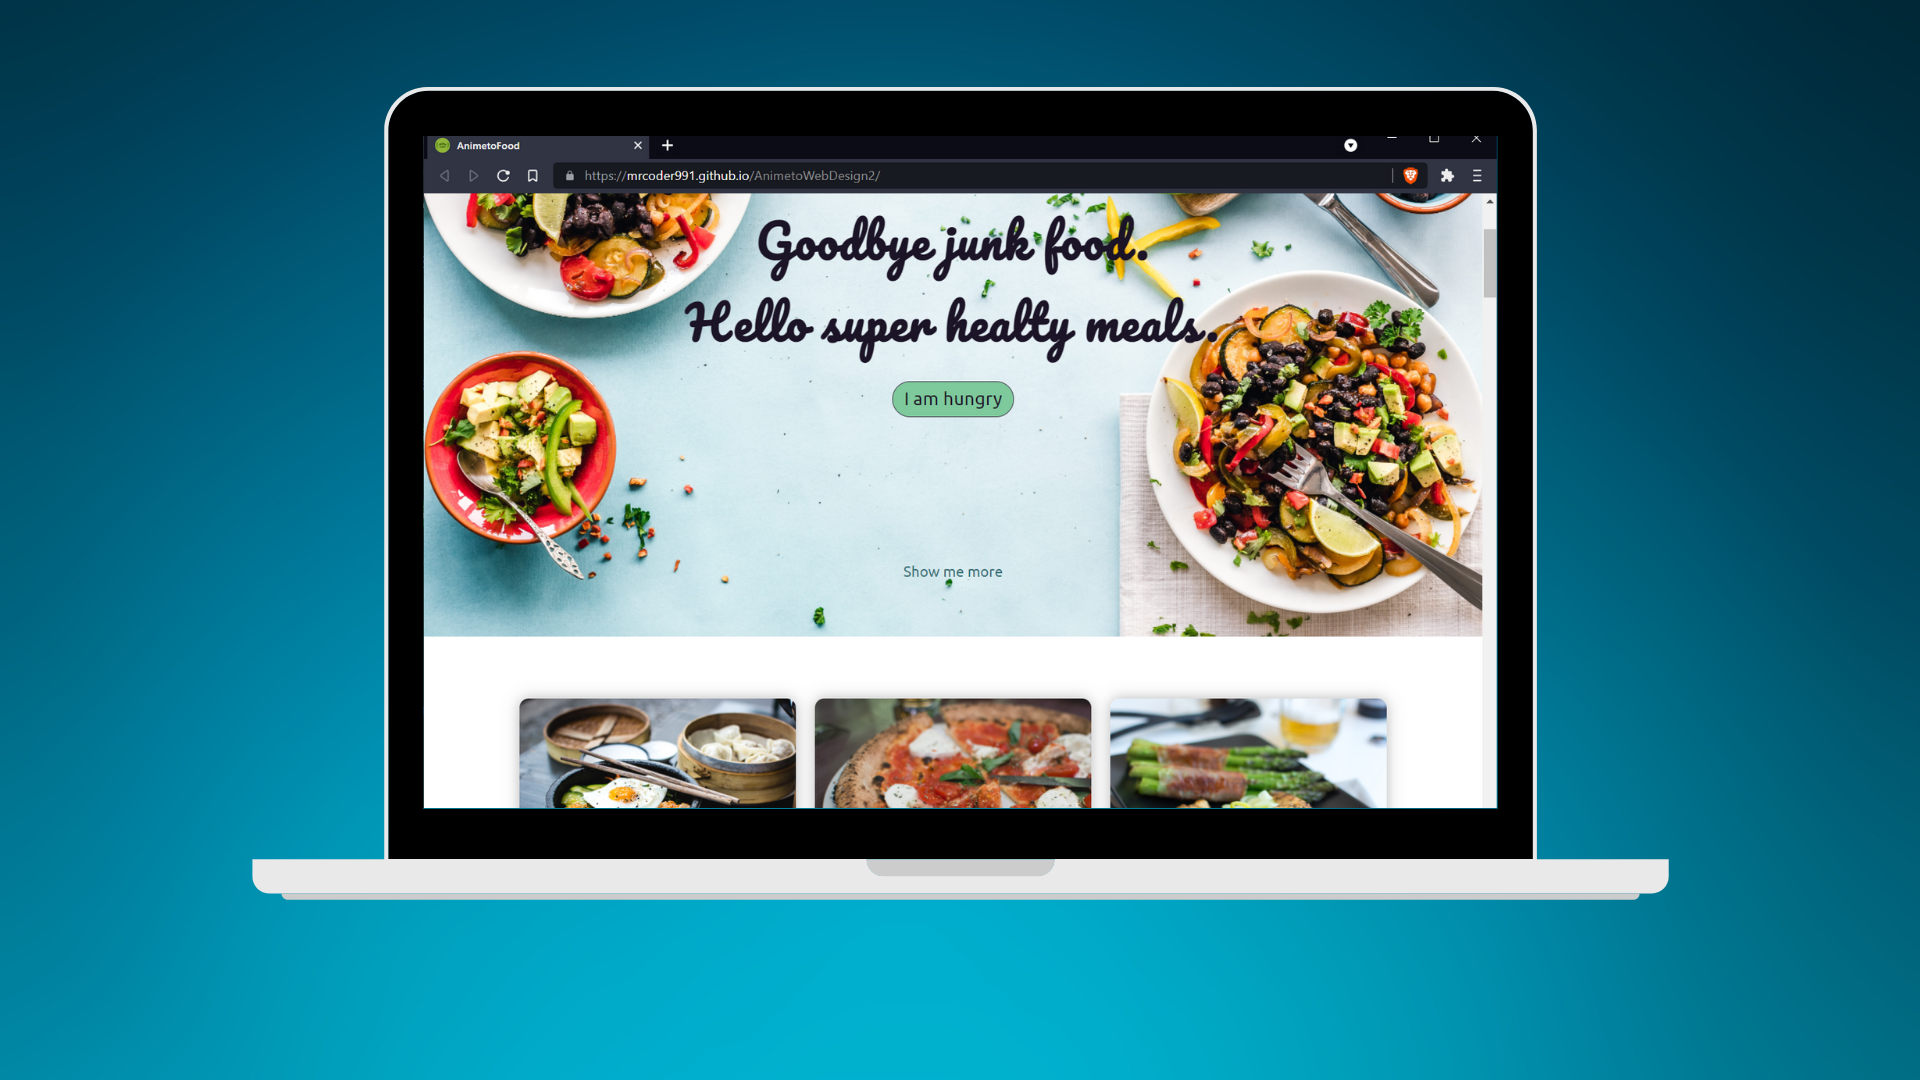 AnimetoFood
https://mrcoder991.github.io/AnimetoWebDesign2/
Goodbye junk food.
Hello super healty meals.
I am hungry
Show me more